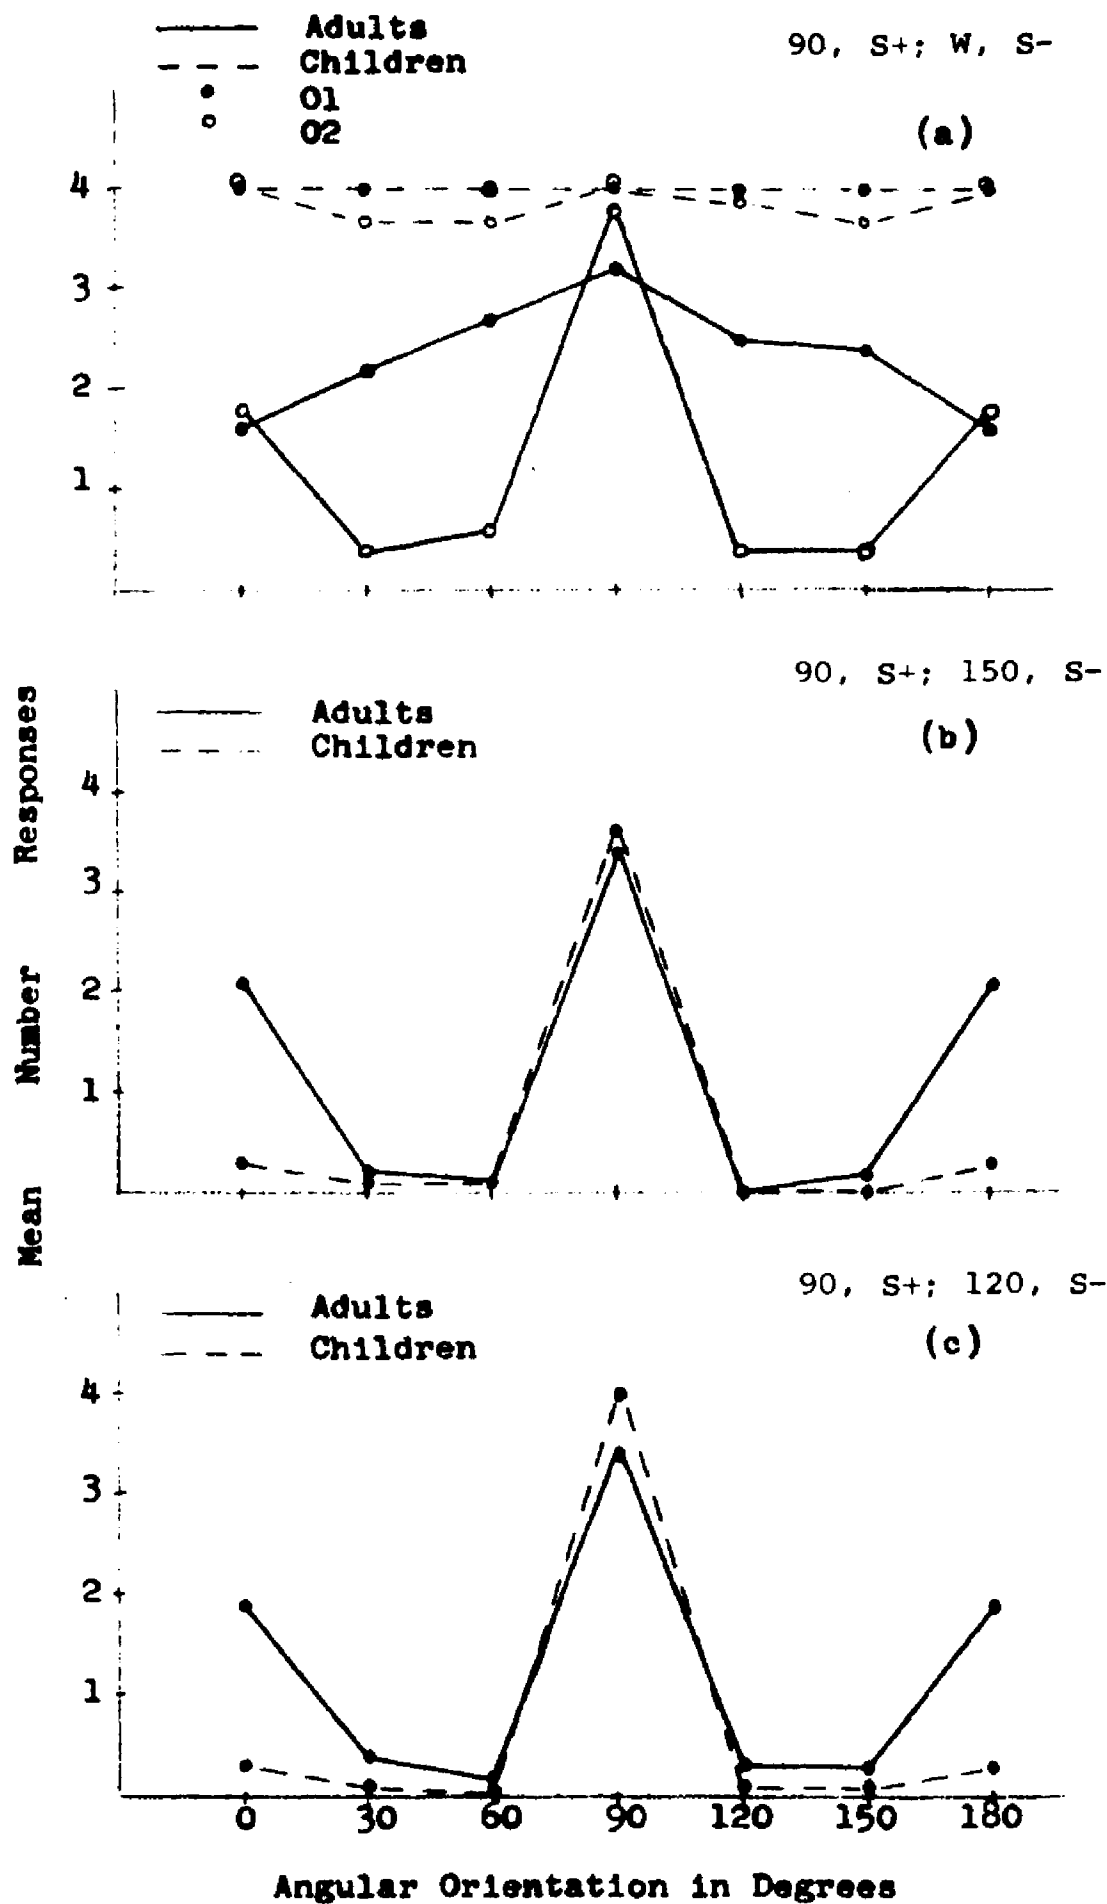 Adults
Children
O1
O2
90, S+; W, S-
(a)
4
3
2
1
90, S+; 150, S-
Adults
Children
(b)
4
3
2
1
Mean Number Responses
90, S+; 120, S-
Adults
Children
(c)
4
3
2
1
0 30 60 90 120 150 180
Angular Orientation in Degrees